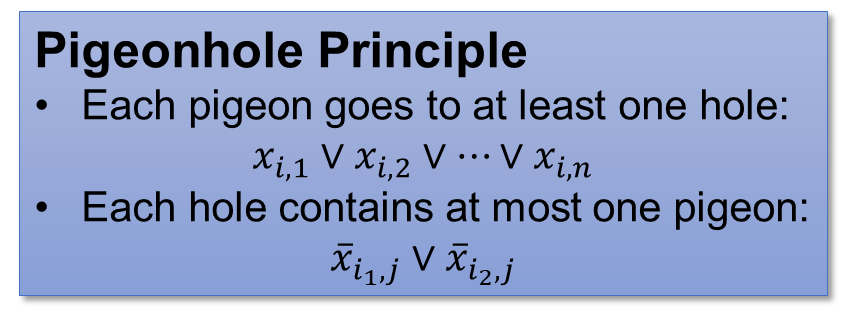 Pigeonhole Principle
• Each pigeon goes to at least one hole:
x_{i,1} ∨ x_{i,2} ∨ ⋯ ∨ x_{i,n}
• Each hole contains at most one pigeon:
x̄_{i_1,j} ∨ x̄_{i_2,j}